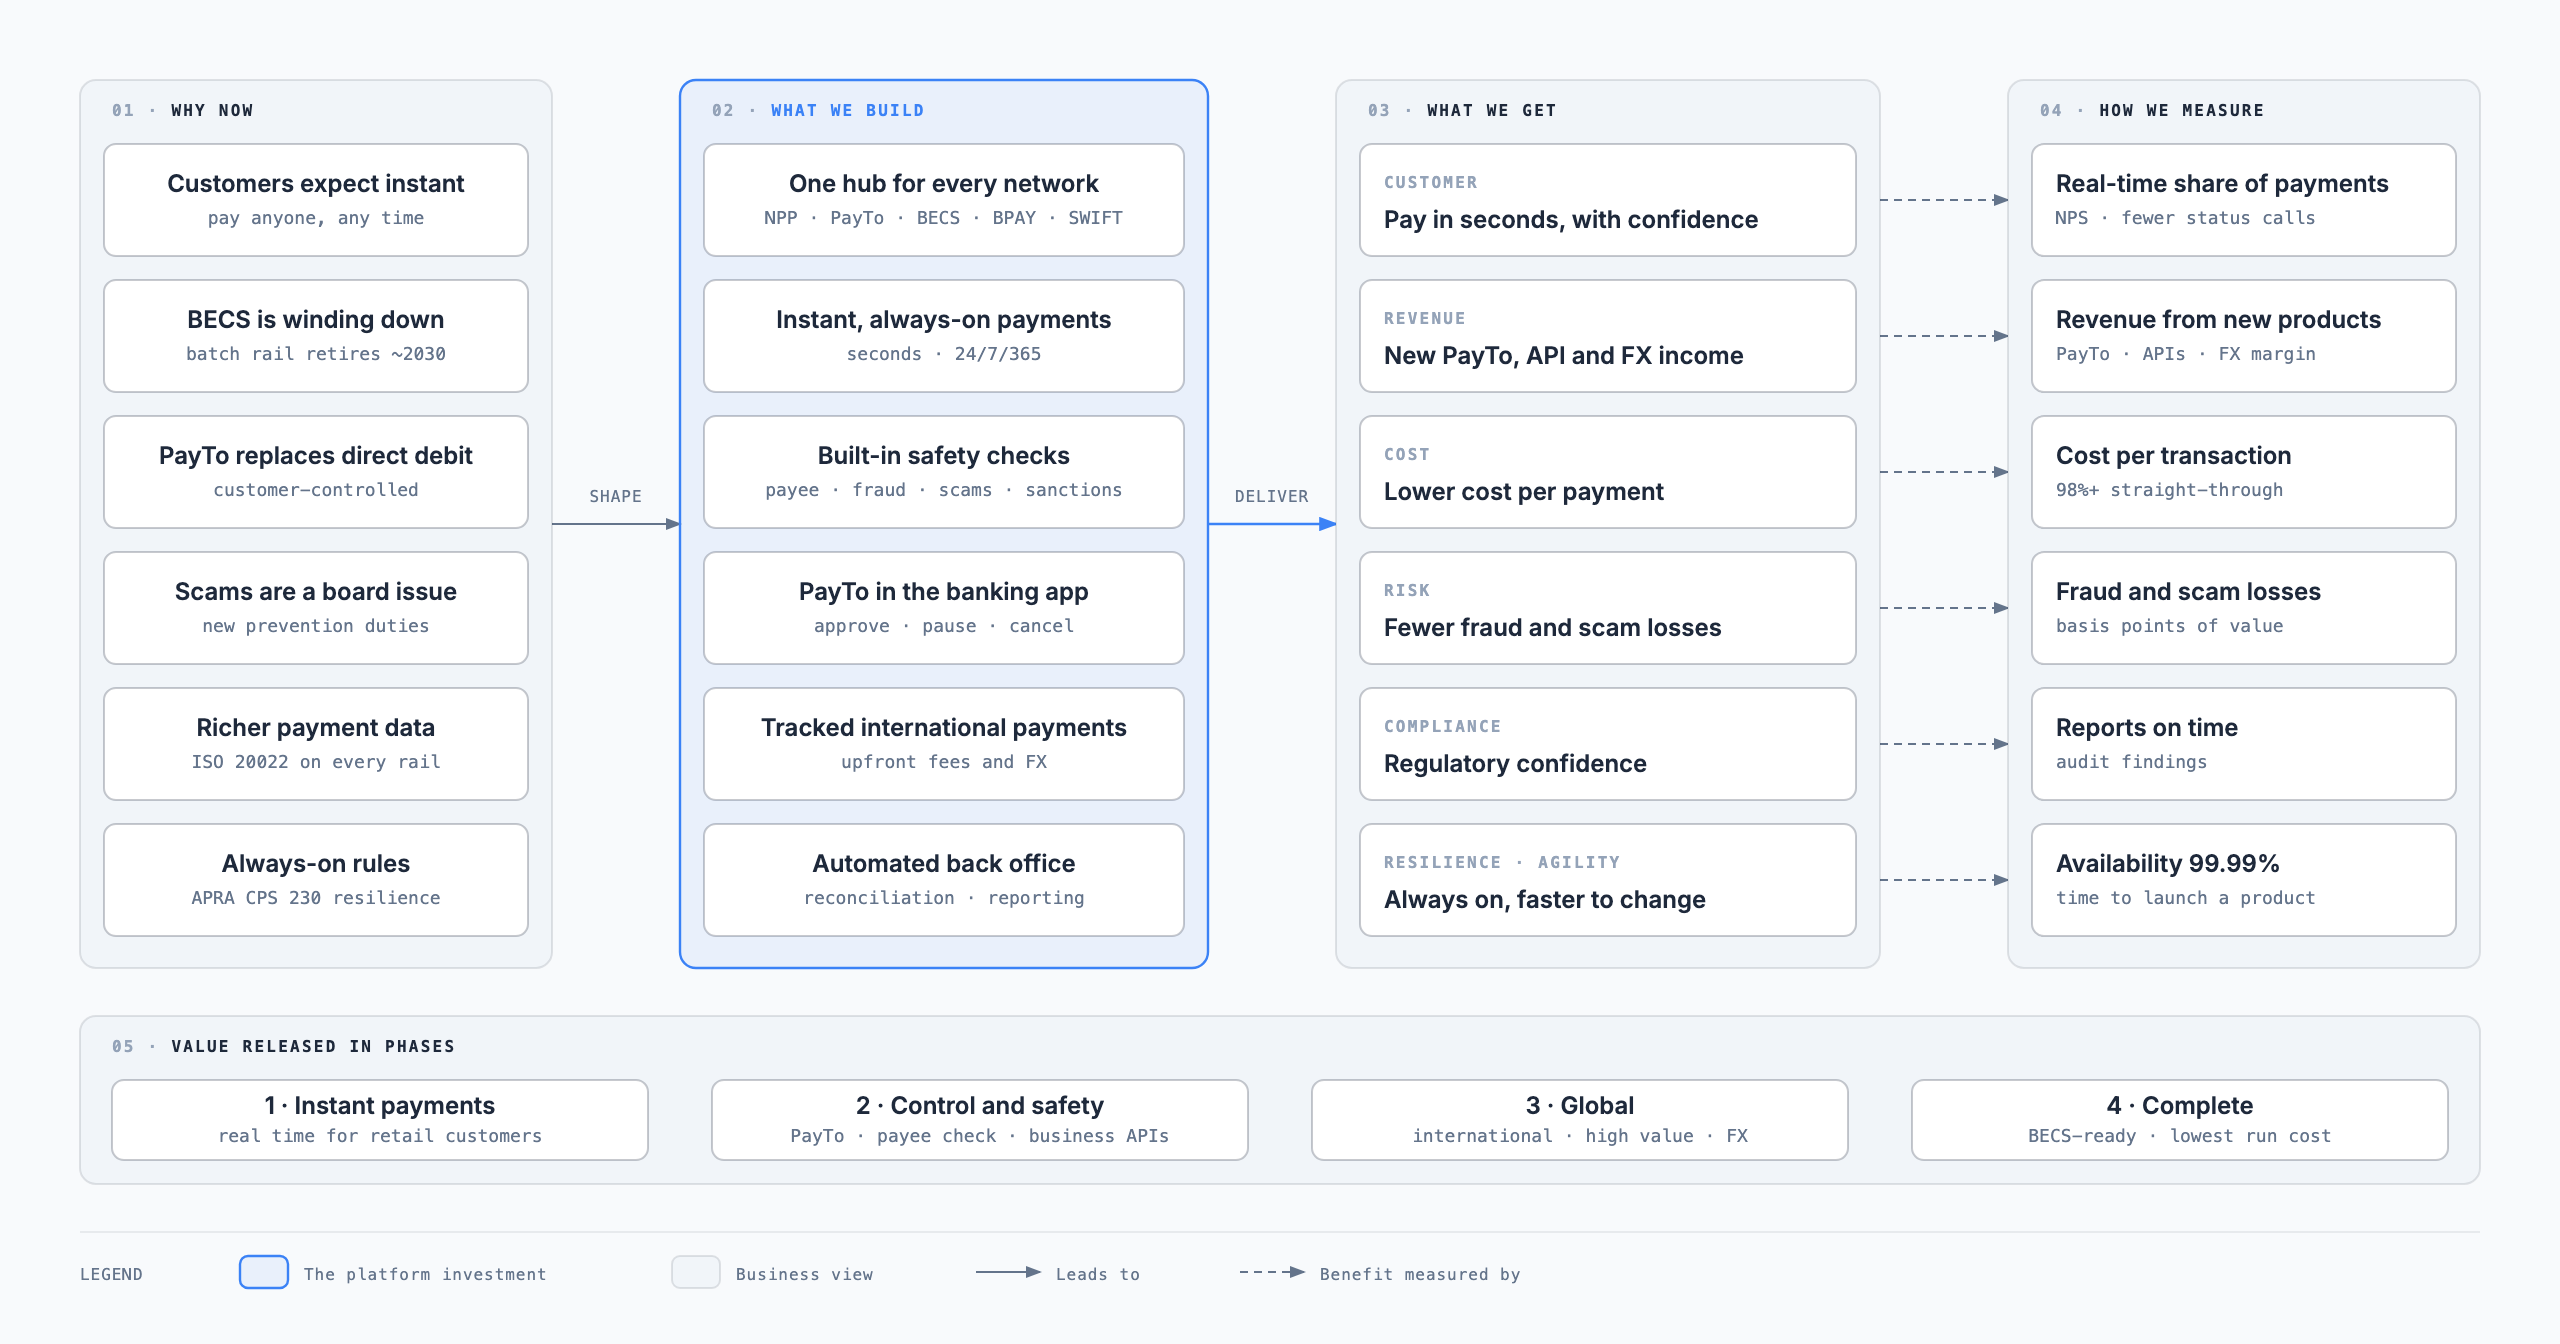 01 · WHY NOW
Customers expect instant
pay anyone, any time
BECS is winding down
batch rail retires ~2030
PayTo replaces direct debit
customer-controlled
Scams are a board issue
new prevention duties
Richer payment data
ISO 20022 on every rail
Always-on rules
APRA CPS 230 resilience
SHAPE
02 · WHAT WE BUILD
One hub for every network
NPP · PayTo · BECS · BPAY · SWIFT
Instant, always-on payments
seconds · 24/7/365
Built-in safety checks
payee · fraud · scams · sanctions
PayTo in the banking app
approve · pause · cancel
Tracked international payments
upfront fees and FX
Automated back office
reconciliation · reporting
DELIVER
03 · WHAT WE GET
CUSTOMER
Pay in seconds, with confidence
REVENUE
New PayTo, API and FX income
COST
Lower cost per payment
RISK
Fewer fraud and scam losses
COMPLIANCE
Regulatory confidence
RESILIENCE · AGILITY
Always on, faster to change
04 · HOW WE MEASURE
Real-time share of payments
NPS · fewer status calls
Revenue from new products
PayTo · APIs · FX margin
Cost per transaction
98%+ straight-through
Fraud and scam losses
basis points of value
Reports on time
audit findings
Availability 99.99%
time to launch a product
05 · VALUE RELEASED IN PHASES
1 · Instant payments
real time for retail customers
2 · Control and safety
PayTo · payee check · business APIs
3 · Global
international · high value · FX
4 · Complete
BECS-ready · lowest run cost
LEGEND
The platform investment
Business view
Leads to
Benefit measured by